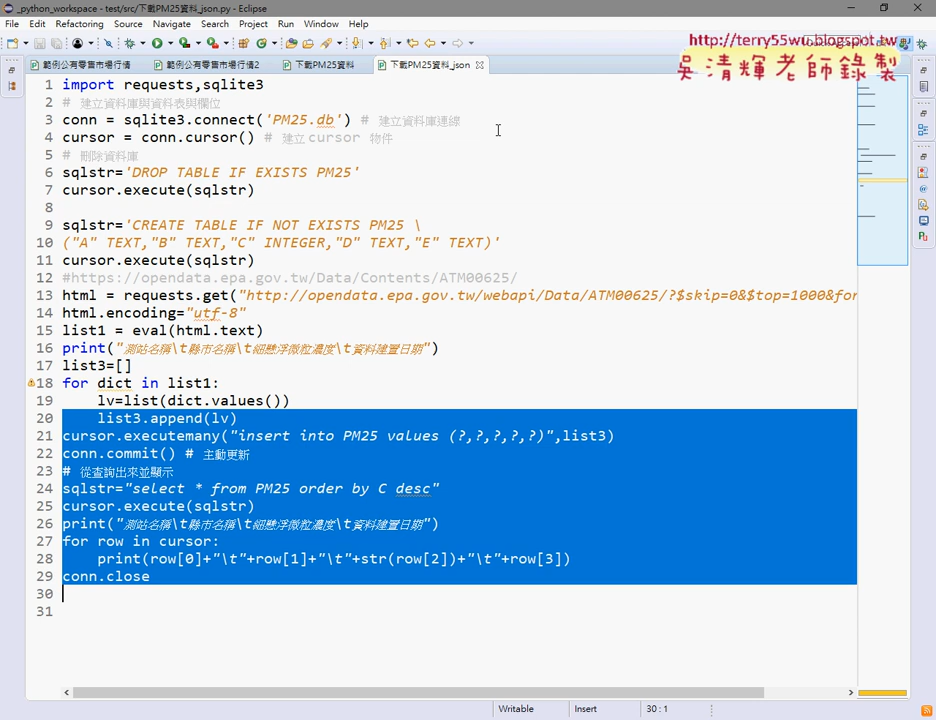 _python_workspace - test/src/下載PM25資料_json.py - Eclipse
File Edit Refactoring Source Navigate Search Project Run Window Help
http://terry55wu.blogspot.tw
吳清輝老師錄製
範例公有零售市場行情 範例公有零售市場行情2 下載PM25資料 下載PM25資料_json
1 import requests,sqlite3
2 # 建立資料庫與資料表與欄位
3 conn = sqlite3.connect('PM25.db') # 建立資料庫連線
4 cursor = conn.cursor() # 建立 cursor 物件
5 # 刪除資料庫
6 sqlstr='DROP TABLE IF EXISTS PM25'
7 cursor.execute(sqlstr)
8
9 sqlstr='CREATE TABLE IF NOT EXISTS PM25 \
10 ("A" TEXT,"B" TEXT,"C" INTEGER,"D" TEXT,"E" TEXT)'
11 cursor.execute(sqlstr)
12 #https://opendata.epa.gov.tw/Data/Contents/ATM00625/
13 html = requests.get("http://opendata.epa.gov.tw/webapi/Data/ATM00625/?$skip=0&$top=1000&for
14 html.encoding="utf-8"
15 list1 = eval(html.text)
16 print("測站名稱\t縣市名稱\t細懸浮微粒濃度\t資料建置日期")
17 list3=[]
18 for dict in list1:
19 lv=list(dict.values())
20 list3.append(lv)
21 cursor.executemany("insert into PM25 values (?,?,?,?,?)",list3)
22 conn.commit() # 主動更新
23 # 從查詢出來並顯示
24 sqlstr="select * from PM25 order by C desc"
25 cursor.execute(sqlstr)
26 print("測站名稱\t縣市名稱\t細懸浮微粒濃度\t資料建置日期")
27 for row in cursor:
28 print(row[0]+"\t"+row[1]+"\t"+str(row[2])+"\t"+row[3])
29 conn.close
30
31
Writable Insert 30 : 1